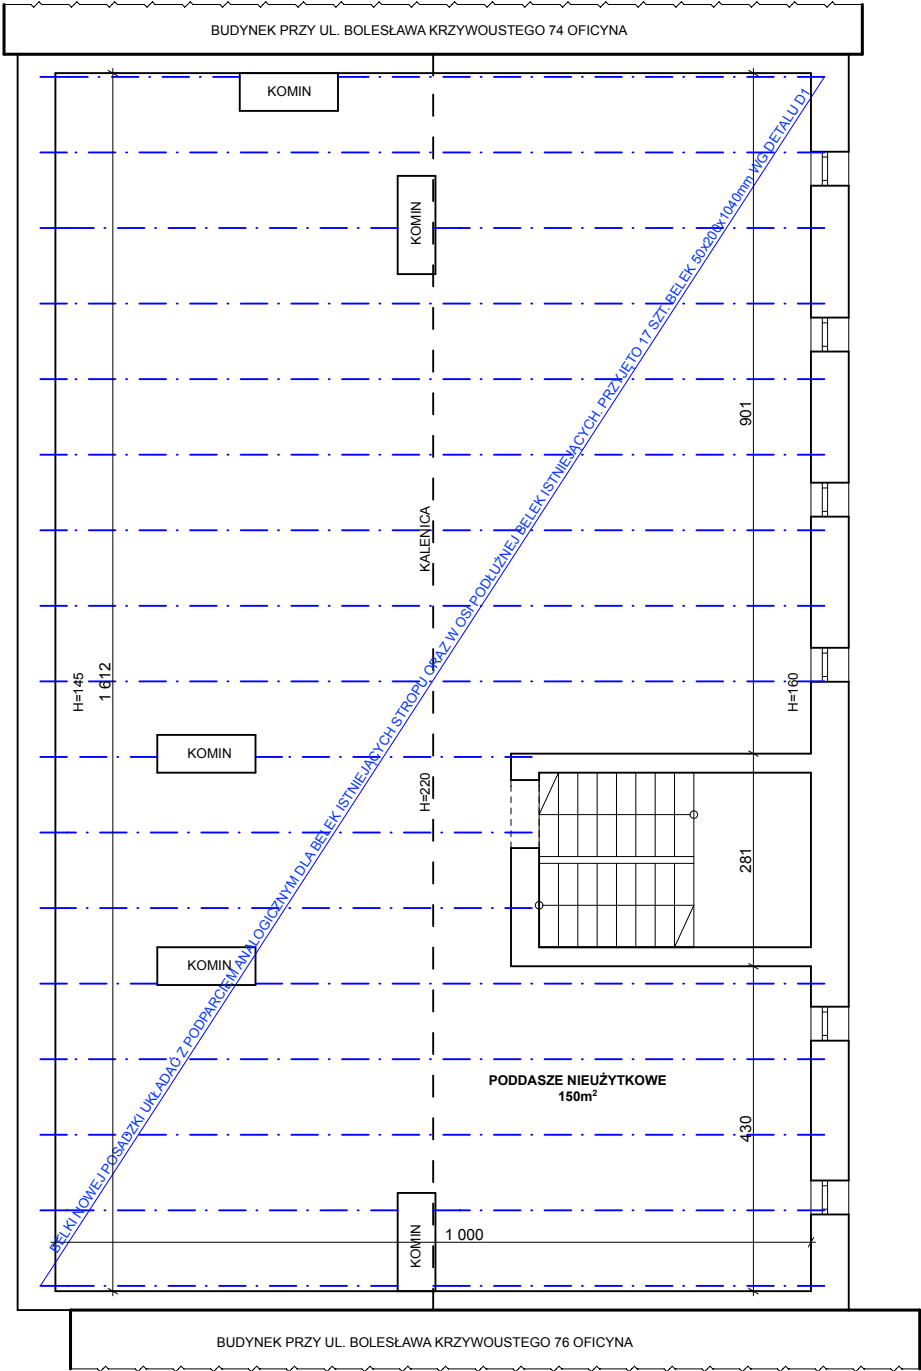 BUDYNEK PRZY UL. BOLESŁAWA KRZYWOUSTEGO 74 OFICYNA
KOMIN
KOMIN
BELKI NOWEJ POSADZKI UKŁADAĆ Z PODPARCIEM ANALOGICZNYM DLA BELEK ISTNIEJĄCYCH STROPU ORAZ W OSI PODŁUŻNEJ BELEK ISTNIEJĄCYCH. PRZYJĘTO 17 SZT. BELEK 50x200x1040mm WG DETALU D1
901
KALENICA
H=145
1 612
H=160
KOMIN
H=220
281
KOMIN
PODDASZE NIEUŻYTKOWE
150m²
430
KOMIN
1 000
BUDYNEK PRZY UL. BOLESŁAWA KRZYWOUSTEGO 76 OFICYNA